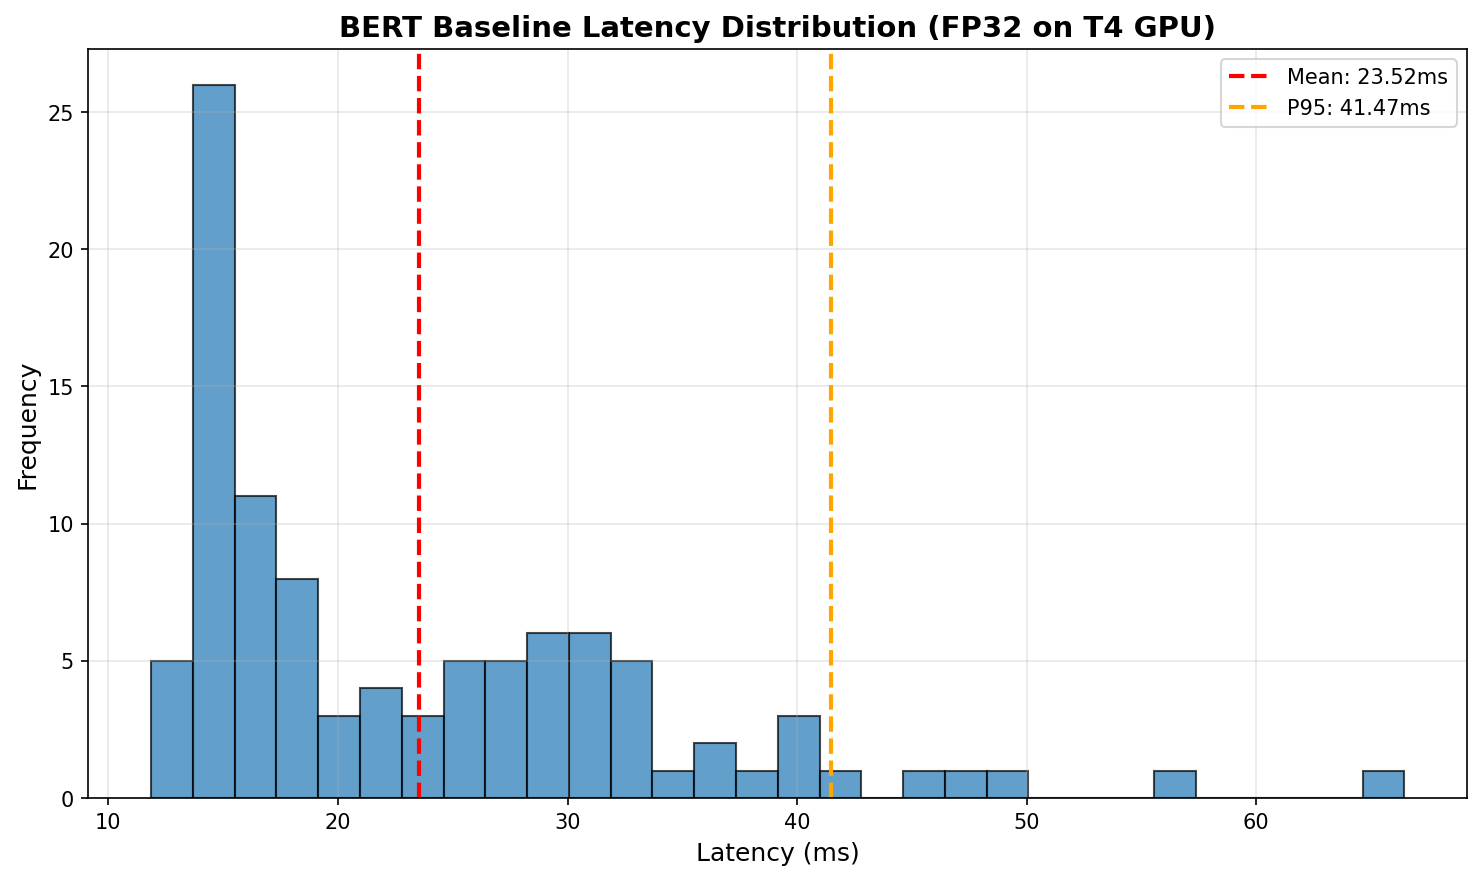 BERT Baseline Latency Distribution (FP32 on T4 GPU)
Mean: 23.52ms
P95: 41.47ms
Frequency
25
20
15
10
5
0
10 20 30 40 50 60
Latency (ms)